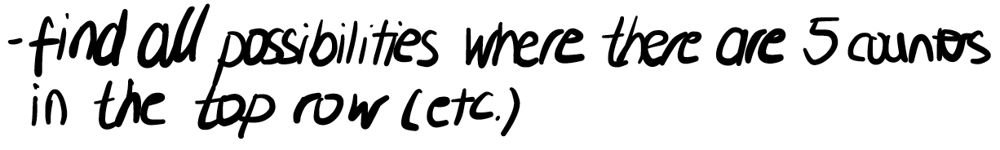 - find all possibilities where there are 5 counters
in the top row (etc.)